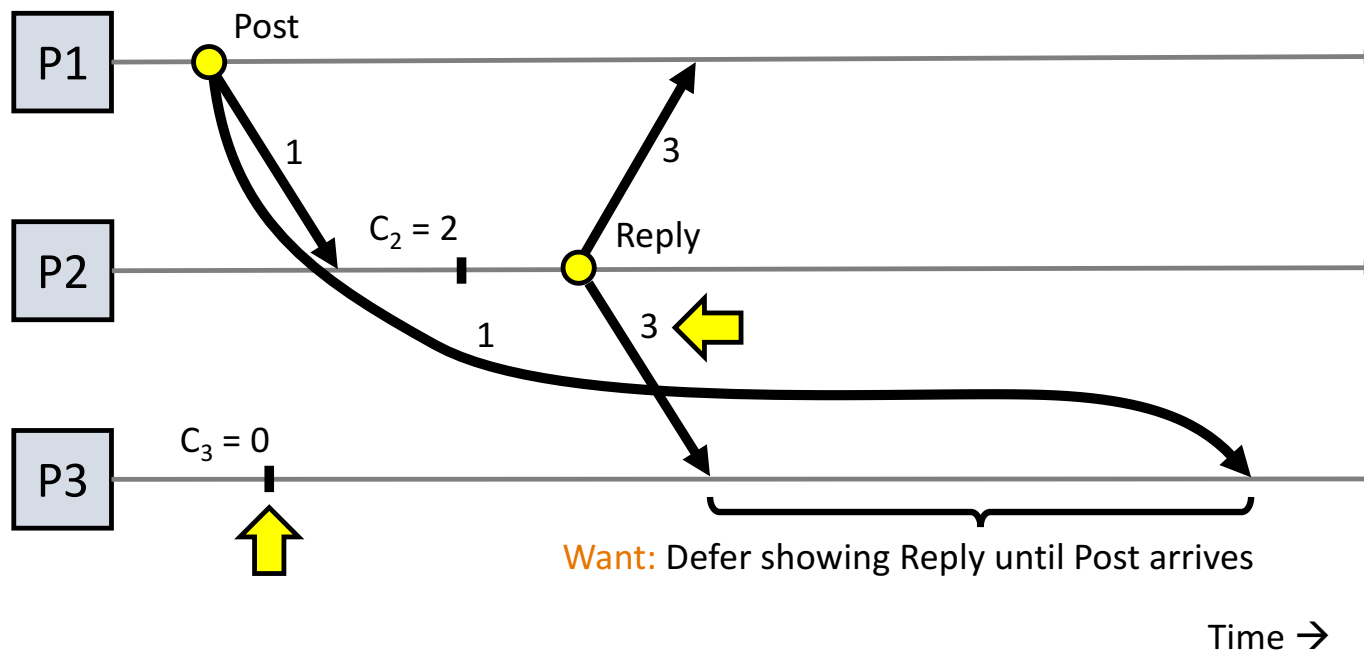 Post
P1
1
3
C₂ = 2
Reply
P2
1
3
C₃ = 0
P3
Want: Defer showing Reply until Post arrives
Time →